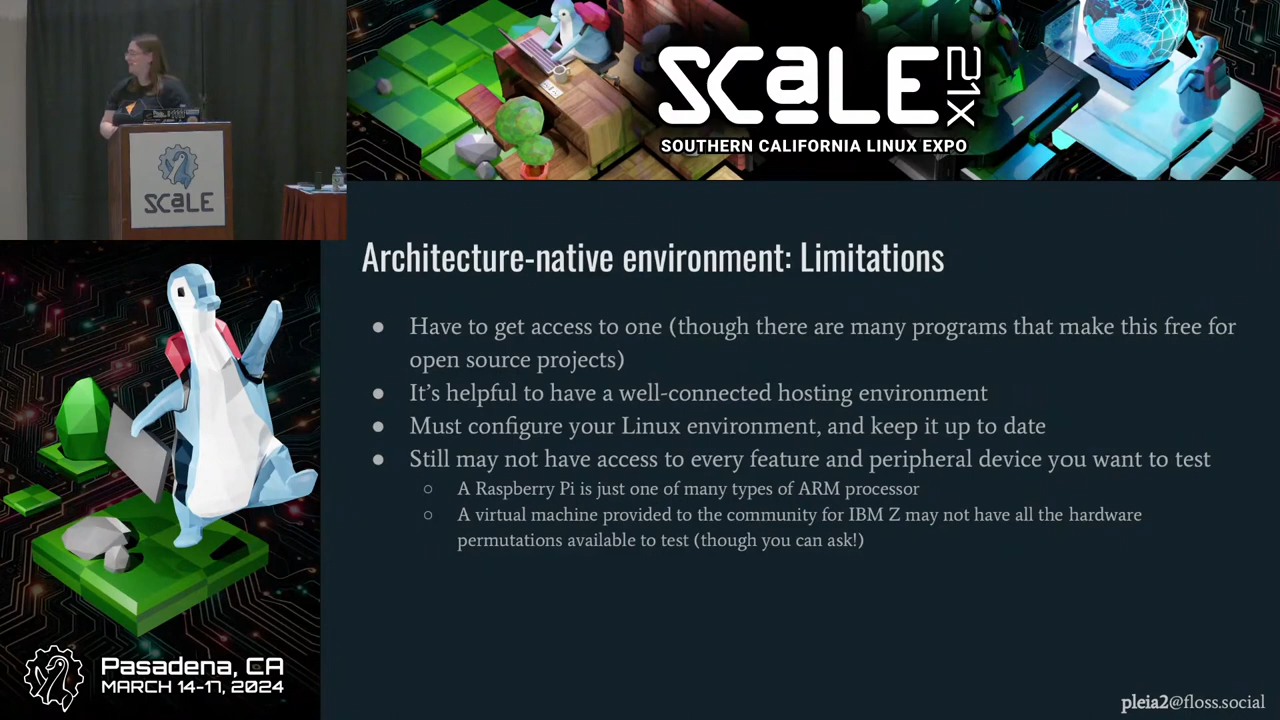 SCaLE 21X
SOUTHERN CALIFORNIA LINUX EXPO
SCaLE
Architecture-native environment: Limitations
● Have to get access to one (though there are many programs that make this free for
open source projects)
● It’s helpful to have a well-connected hosting environment
● Must configure your Linux environment, and keep it up to date
● Still may not have access to every feature and peripheral device you want to test
○ A Raspberry Pi is just one of many types of ARM processor
○ A virtual machine provided to the community for IBM Z may not have all the hardware
permutations available to test (though you can ask!)
Pasadena, CA
MARCH 14-17, 2024
pleia2@floss.social